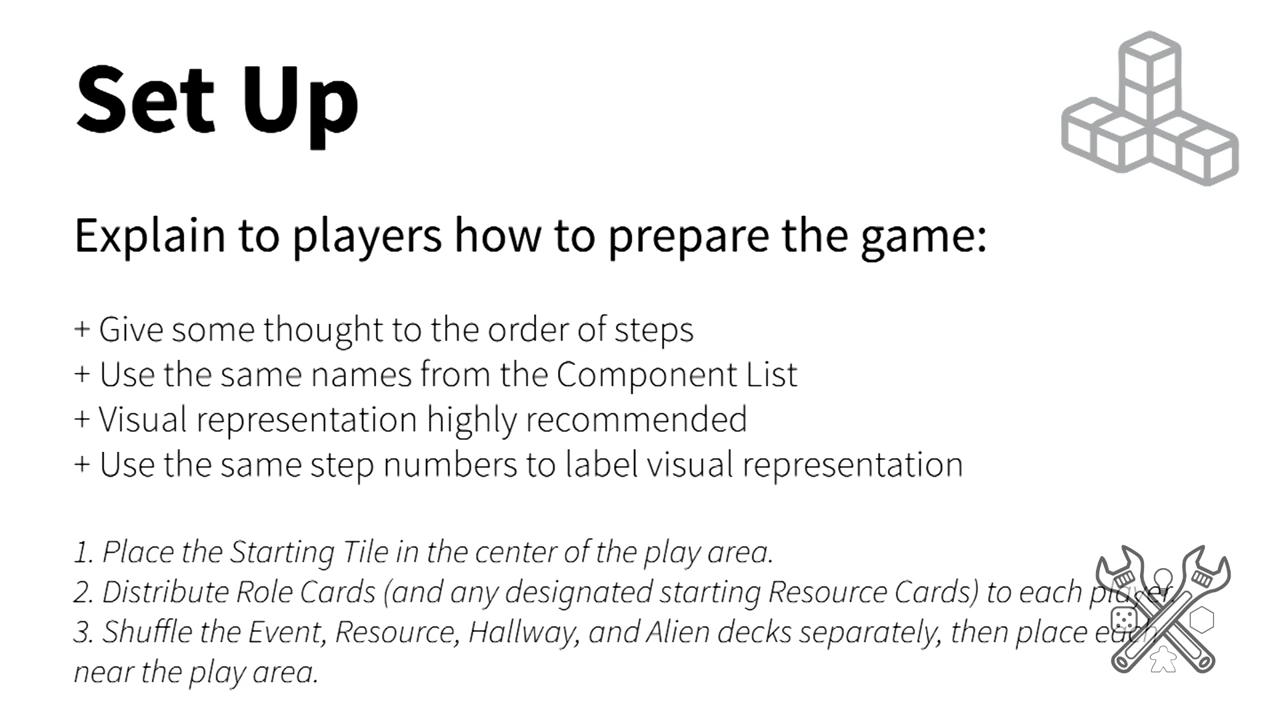 Set Up
Explain to players how to prepare the game:
+ Give some thought to the order of steps
+ Use the same names from the Component List
+ Visual representation highly recommended
+ Use the same step numbers to label visual representation
1. Place the Starting Tile in the center of the play area.
2. Distribute Role Cards (and any designated starting Resource Cards) to each player.
3. Shuffle the Event, Resource, Hallway, and Alien decks separately, then place each
near the play area.